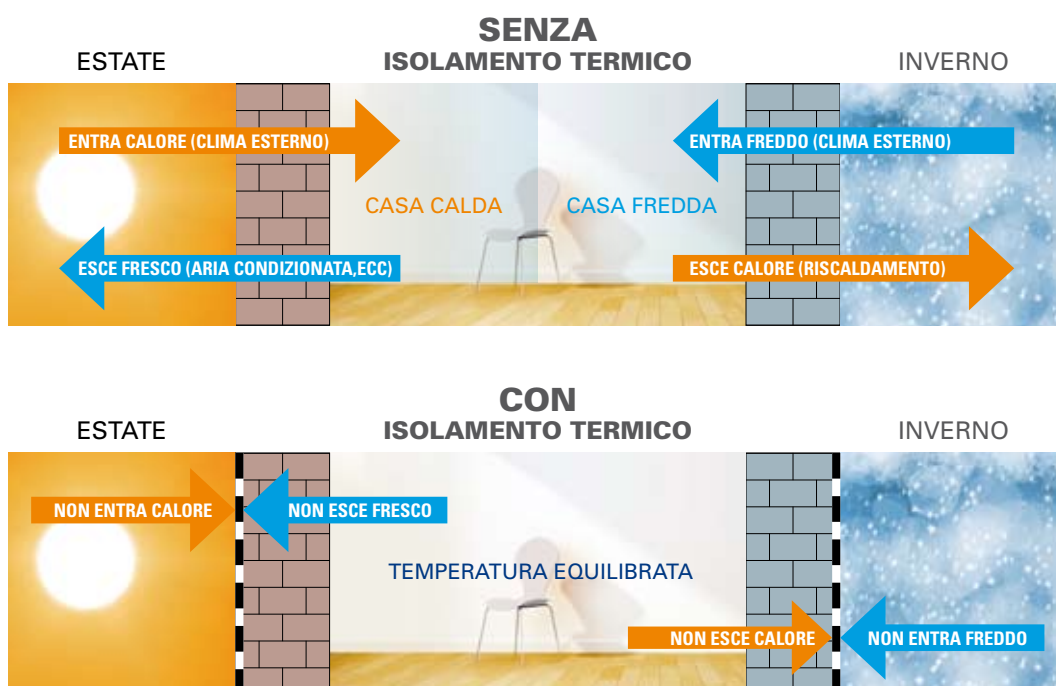 SENZA
ESTATE
ISOLAMENTO TERMICO
INVERNO
ENTRA CALORE (CLIMA ESTERNO)
ENTRA FREDDO (CLIMA ESTERNO)
CASA CALDA
CASA FREDDA
ESCE FRESCO (ARIA CONDIZIONATA,ECC)
ESCE CALORE (RISCALDAMENTO)
CON
ESTATE
ISOLAMENTO TERMICO
INVERNO
NON ENTRA CALORE
NON ESCE FRESCO
TEMPERATURA EQUILIBRATA
NON ESCE CALORE
NON ENTRA FREDDO